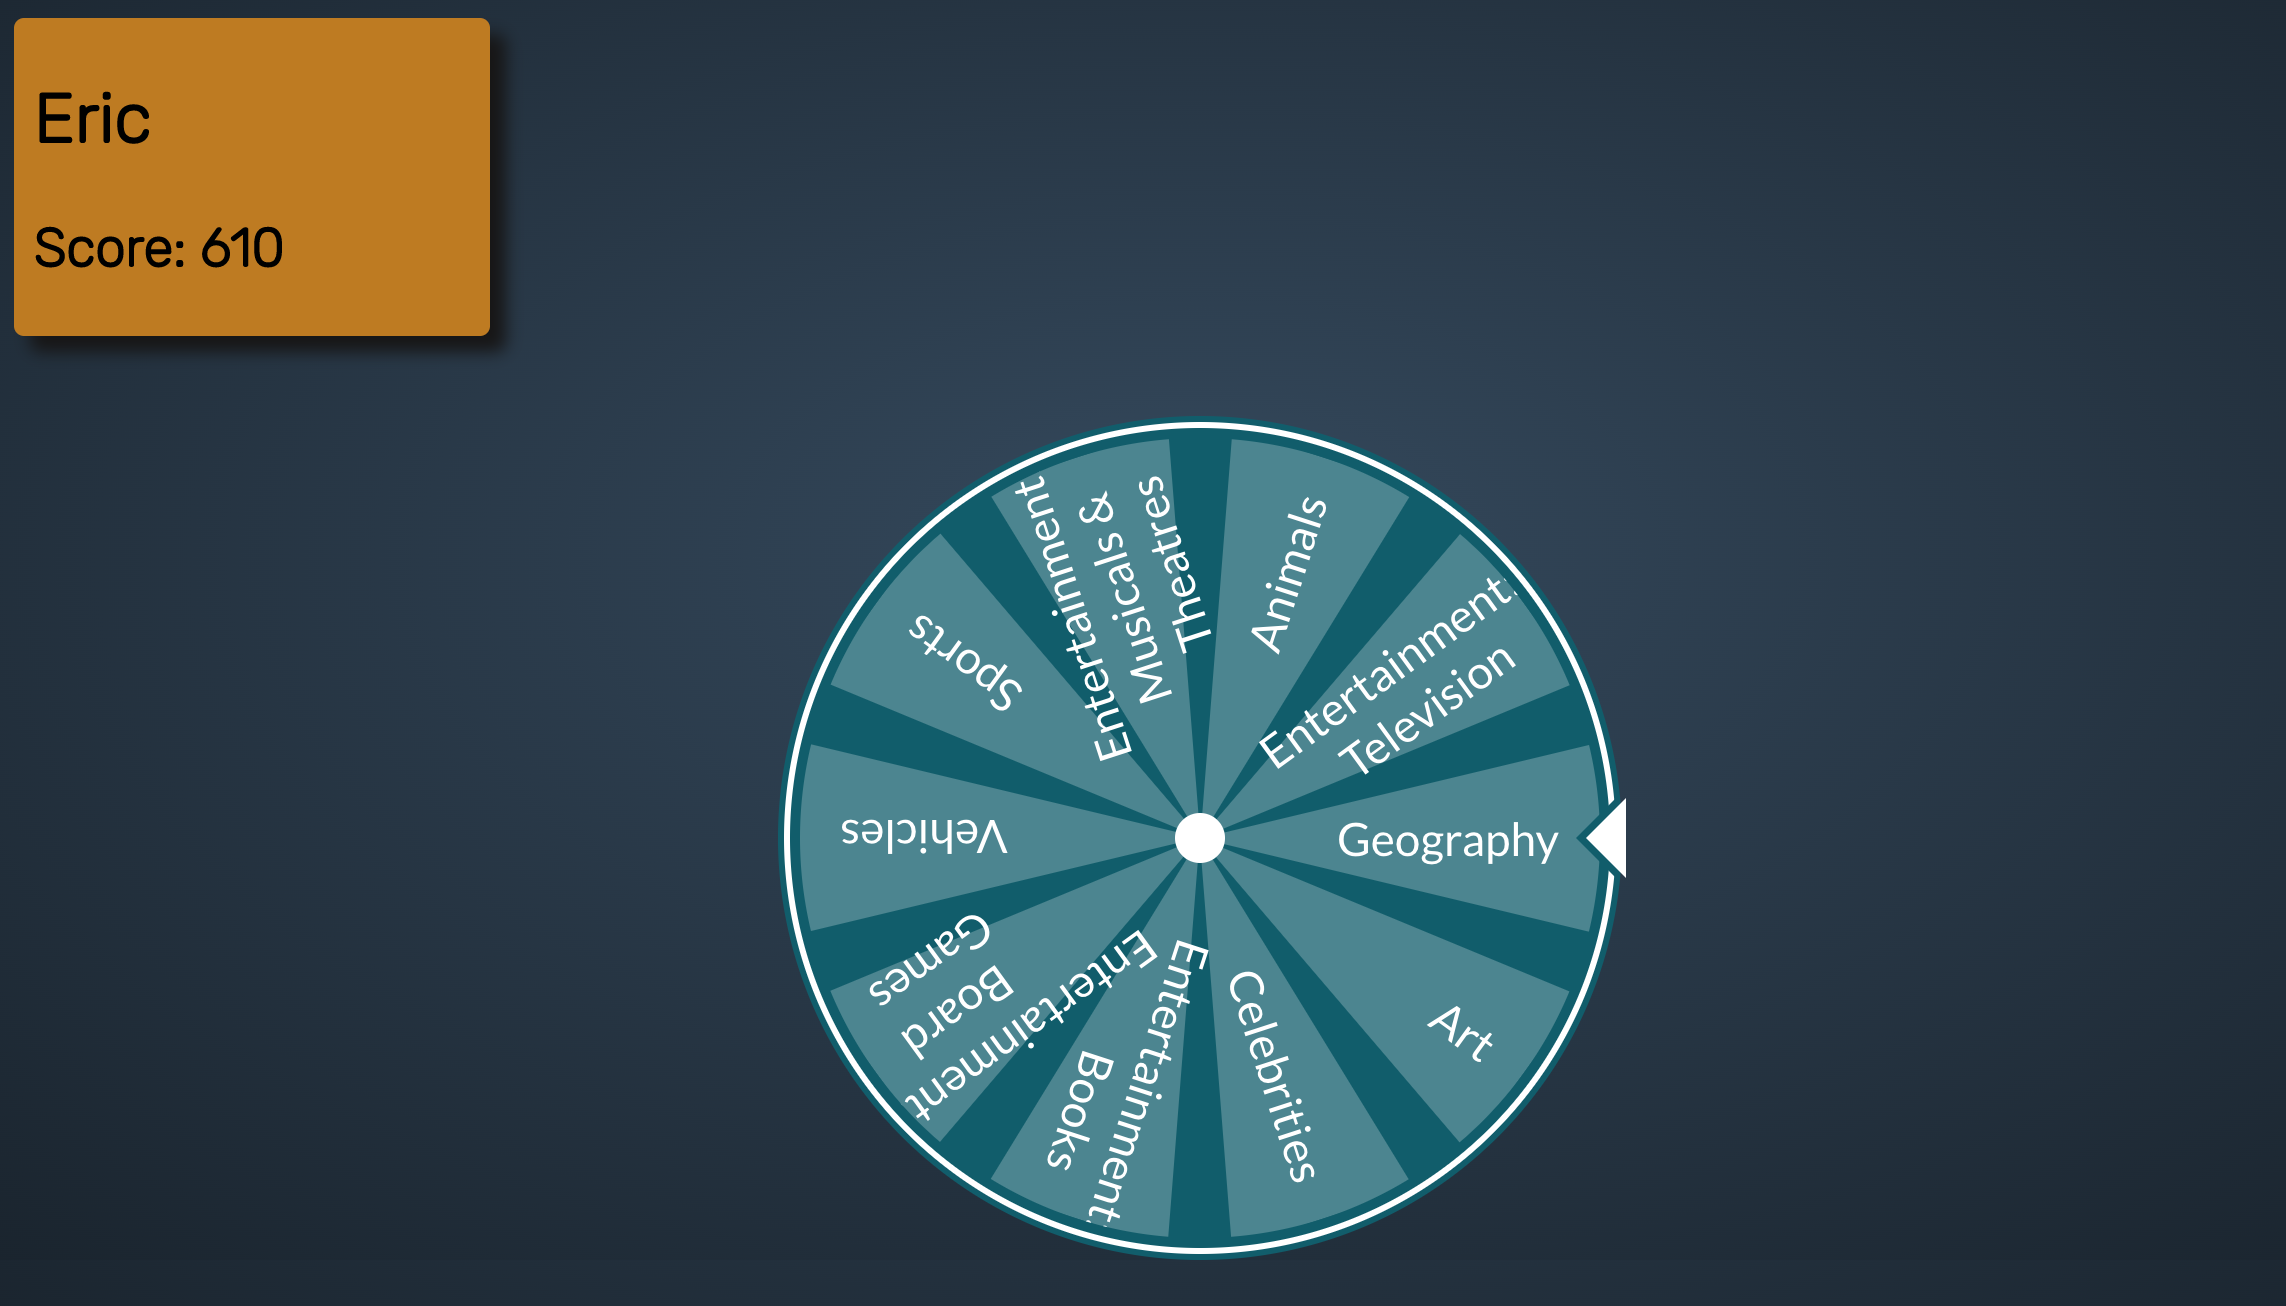 Eric
Score: 610
Geography
Art
Celebrities
Entertainment:
Books
Entertainment
Board
Games
Vehicles
Sports
Entertainment
Musicals &
Theatres
Animals
Entertainment:
Television